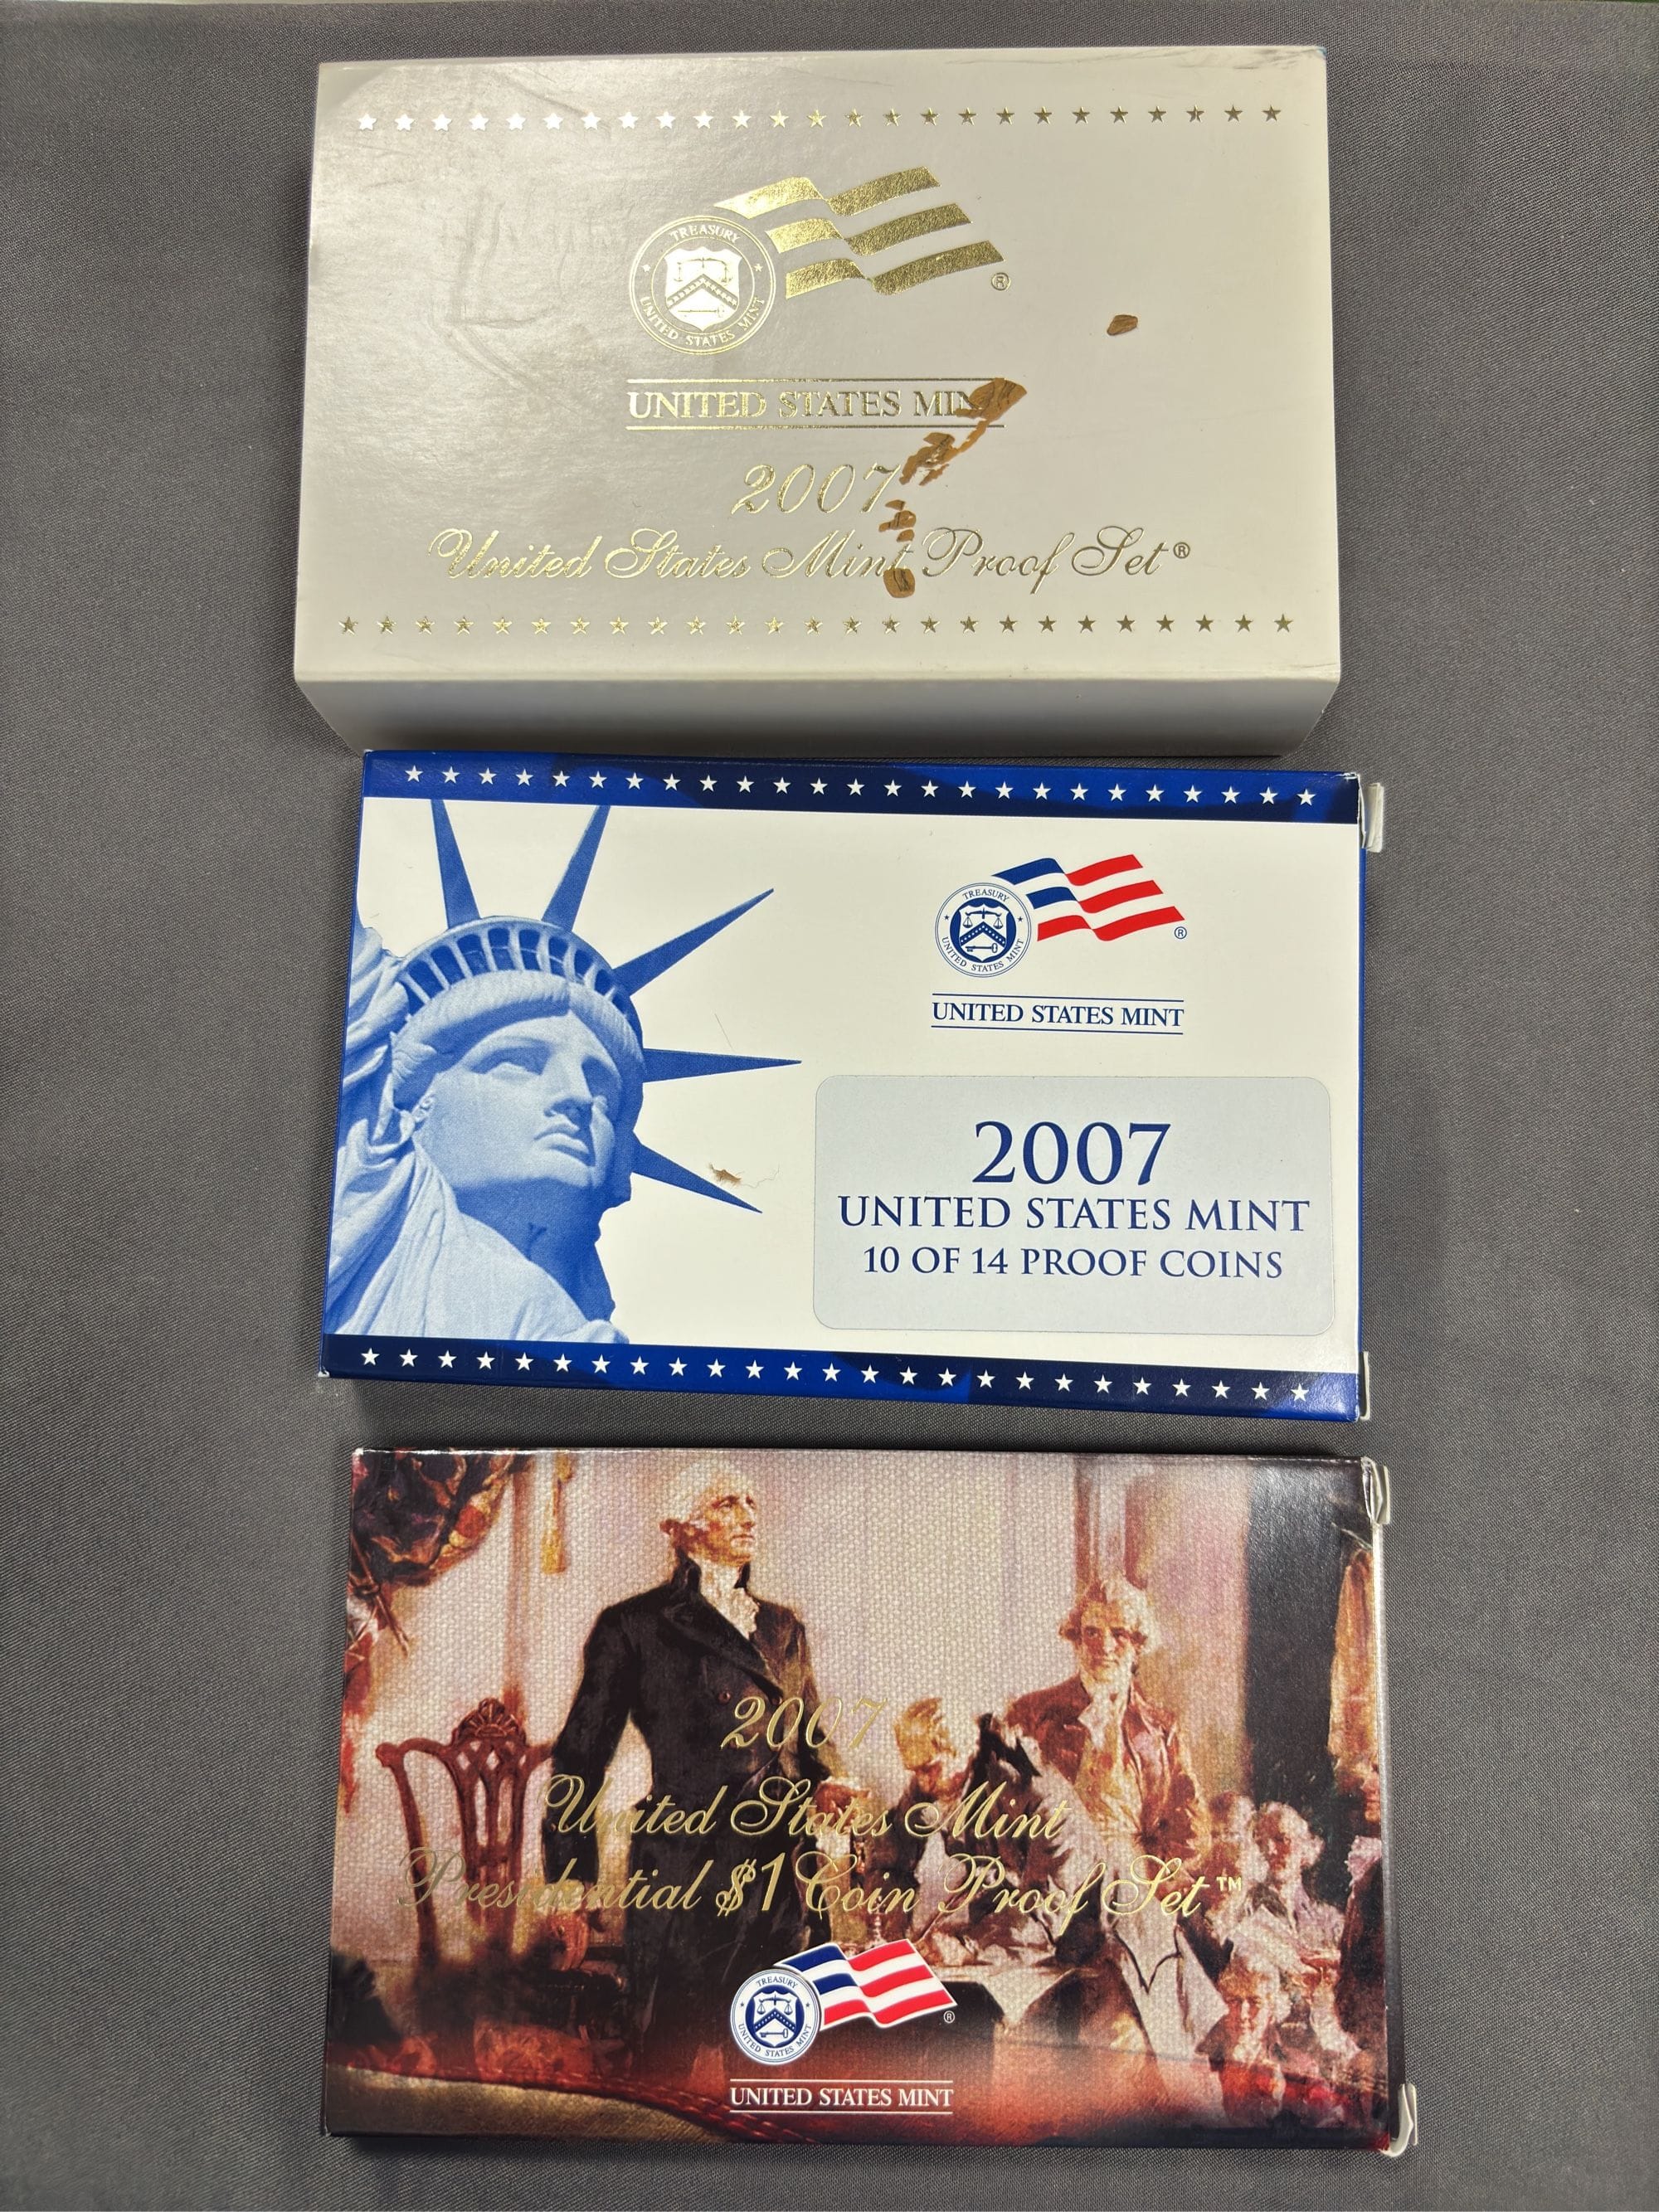 TREASURY
UNITED STATES MINT
®
UNITED STATES MIN
2007
United States Mint Proof Set®
TREASURY
UNITED STATES MINT
®
UNITED STATES MINT
2007
UNITED STATES MINT
10 OF 14 PROOF COINS
2007
United States Mint
Presidential $1 Coin Proof Set™
TREASURY
UNITED STATES MINT
®
UNITED STATES MINT